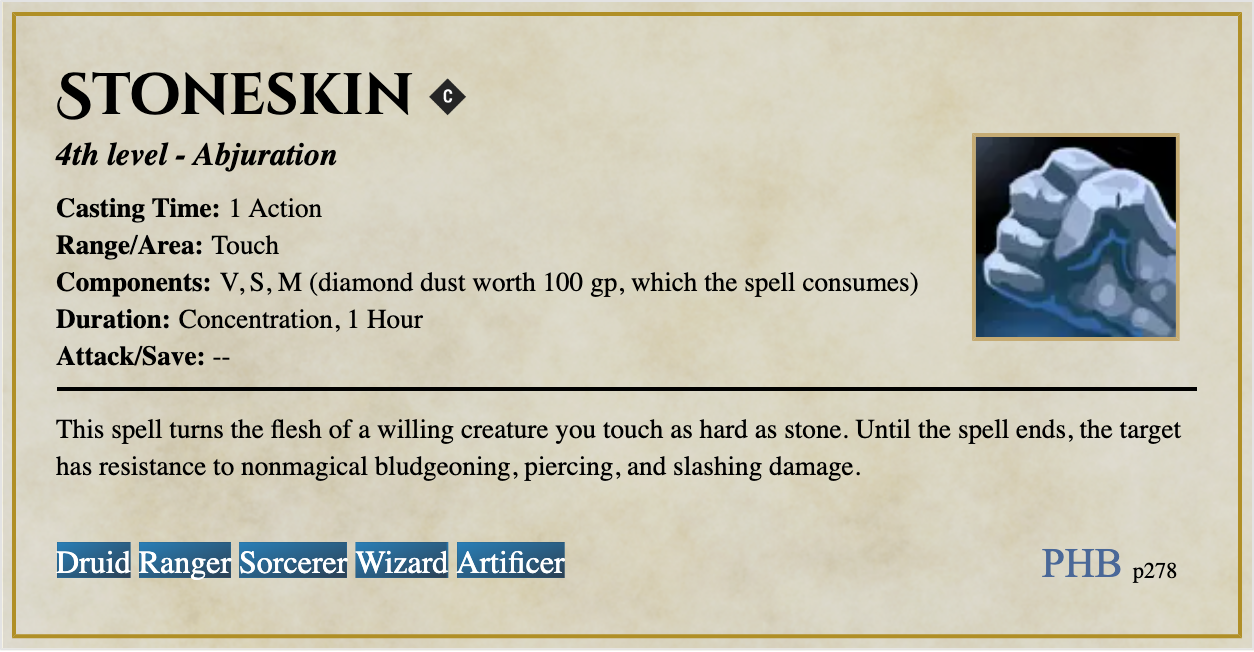 STONESKIN C
4th level - Abjuration
Casting Time: 1 Action
Range/Area: Touch
Components: V, S, M (diamond dust worth 100 gp, which the spell consumes)
Duration: Concentration, 1 Hour
Attack/Save: --
This spell turns the flesh of a willing creature you touch as hard as stone. Until the spell ends, the target
has resistance to nonmagical bludgeoning, piercing, and slashing damage.
Druid Ranger Sorcerer Wizard Artificer
PHB p278